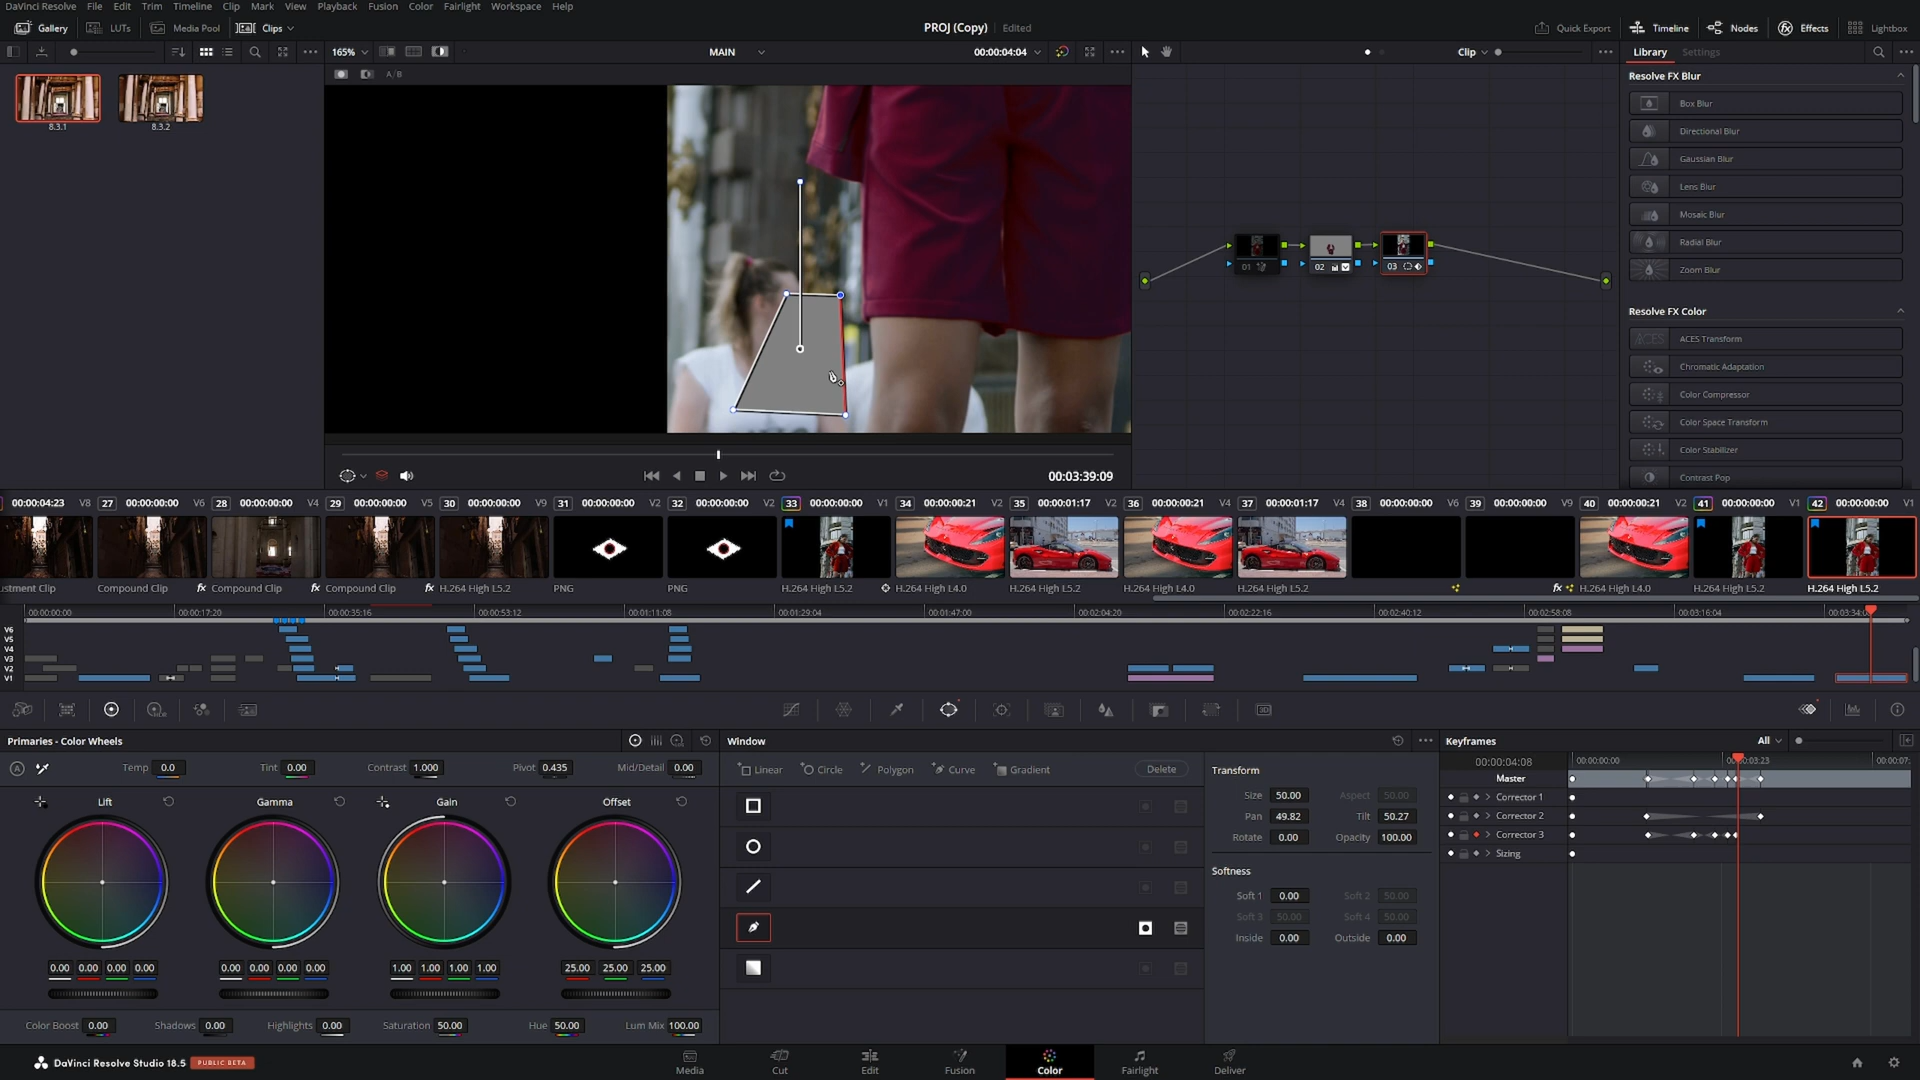 DaVinci Resolve File Edit Trim Timeline Clip Mark View Playback Fusion Color Fairlight Workspace Help
Gallery LUTs Media Pool Clips PROJ (Copy) Edited Quick Export Timeline Nodes Effects Lightbox
165% MAIN 00:00:04:04 Clip Library Settings
A/B
Resolve FX Blur
Box Blur
Directional Blur
Gaussian Blur
Lens Blur
Mosaic Blur
Radial Blur
Zoom Blur
Resolve FX Color
ACES Transform
Chromatic Adaptation
Color Compressor
Color Space Transform
Color Stabilizer
Contrast Pop
8.3.1 8.3.2
01 02 03
00:03:39:09
00:00:04:23 V8 27 00:00:00:00 V6 28 00:00:00:00 V4 29 00:00:00:00 V5 30 00:00:00:00 V9 31 00:00:00:00 V2 32 00:00:00:00 V2 33 00:00:00:00 V1 34 00:00:00:21 V2 35 00:00:01:17 V2 36 00:00:00:21 V4 37 00:00:01:17 V4 38 00:00:00:00 V6 39 00:00:00:00 V9 40 00:00:00:21 V2 41 00:00:00:00 V1 42 00:00:00:00 V1
stment Clip Compound Clip fx Compound Clip fx Compound Clip fx H.264 High L5.2 PNG PNG H.264 High L5.2 H.264 High L4.0 H.264 High L5.2 H.264 High L4.0 H.264 High L5.2 fx H.264 High L4.0 H.264 High L5.2 H.264 High L5.2
00:00:00:00 00:00:17:20 00:00:35:16 00:00:53:12 00:01:11:08 00:01:29:04 00:01:47:00 00:02:04:20 00:02:22:16 00:02:40:12 00:02:58:08 00:03:16:04 00:03:34:0
V6
V5
V4
V3
V2
V1
HDR 3D
Primaries - Color Wheels
Temp 0.0 Tint 0.00 Contrast 1.000 Pivot 0.435 Mid/Detail 0.00
Lift Gamma Gain Offset
0.00 0.00 0.00 0.00 0.00 0.00 0.00 0.00 1.00 1.00 1.00 1.00 25.00 25.00 25.00
Color Boost 0.00 Shadows 0.00 Highlights 0.00 Saturation 50.00 Hue 50.00 Lum Mix 100.00
Window
Linear Circle Polygon Curve Gradient Delete
Transform
Size 50.00 Aspect 50.00
Pan 49.82 Tilt 50.27
Rotate 0.00 Opacity 100.00
Softness
Soft 1 0.00 Soft 2 50.00
Soft 3 50.00 Soft 4 50.00
Inside 0.00 Outside 0.00
Keyframes All
00:00:04:08 00:00:00:00 00:00:03:23 00:00:07:
Master
Corrector 1
Corrector 2
Corrector 3
Sizing
DaVinci Resolve Studio 18.5 PUBLIC BETA
Media Cut Edit Fusion Color Fairlight Deliver